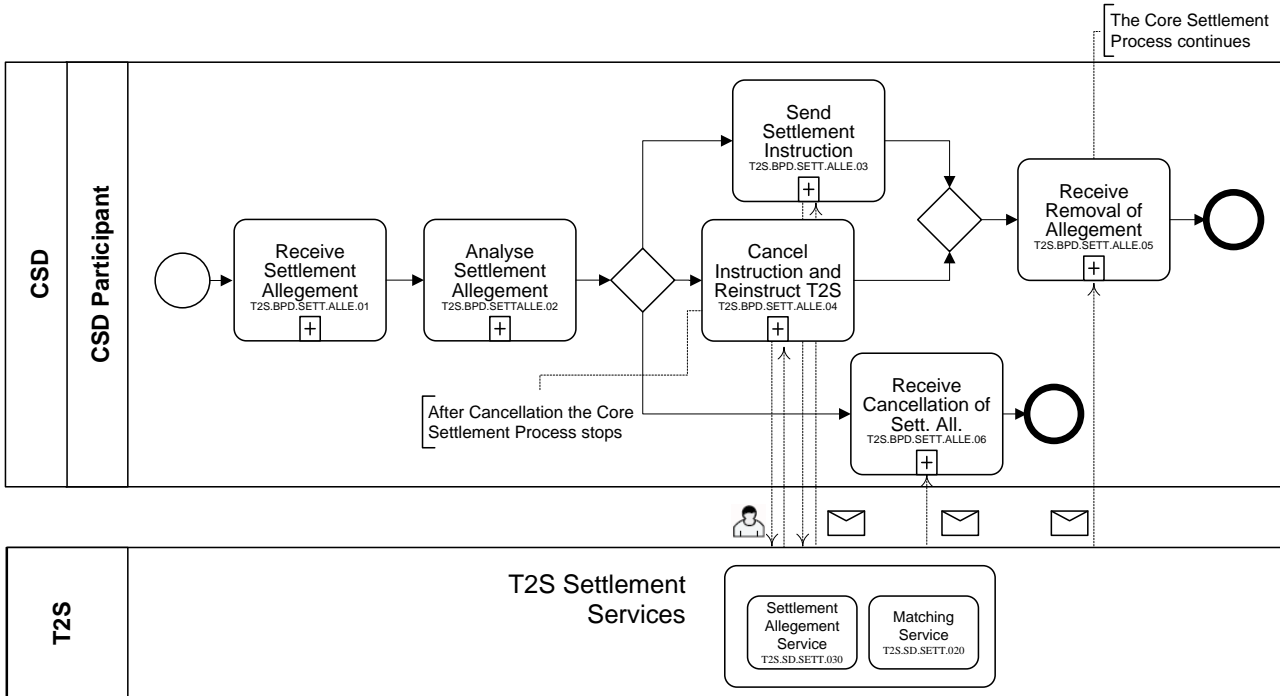 The Core Settlement
Process continues
CSD
CSD Participant
Send
Settlement
Instruction
T2S.BPD.SETT.ALLE.03
Receive
Settlement
Allegement
T2S.BPD.SETT.ALLE.01
Analyse
Settlement
Allegement
T2S.BPD.SETTALLE.02
Cancel
Instruction and
Reinstruct T2S
T2S.BPD.SETT.ALLE.04
Receive
Removal of
Allegement
T2S.BPD.SETT.ALLE.05
After Cancellation the Core
Settlement Process stops
Receive
Cancellation of
Sett. All.
T2S.BPD.SETT.ALLE.06
T2S
T2S Settlement
Services
Settlement
Allegement
Service
T2S.SD.SETT.030
Matching
Service
T2S.SD.SETT.020